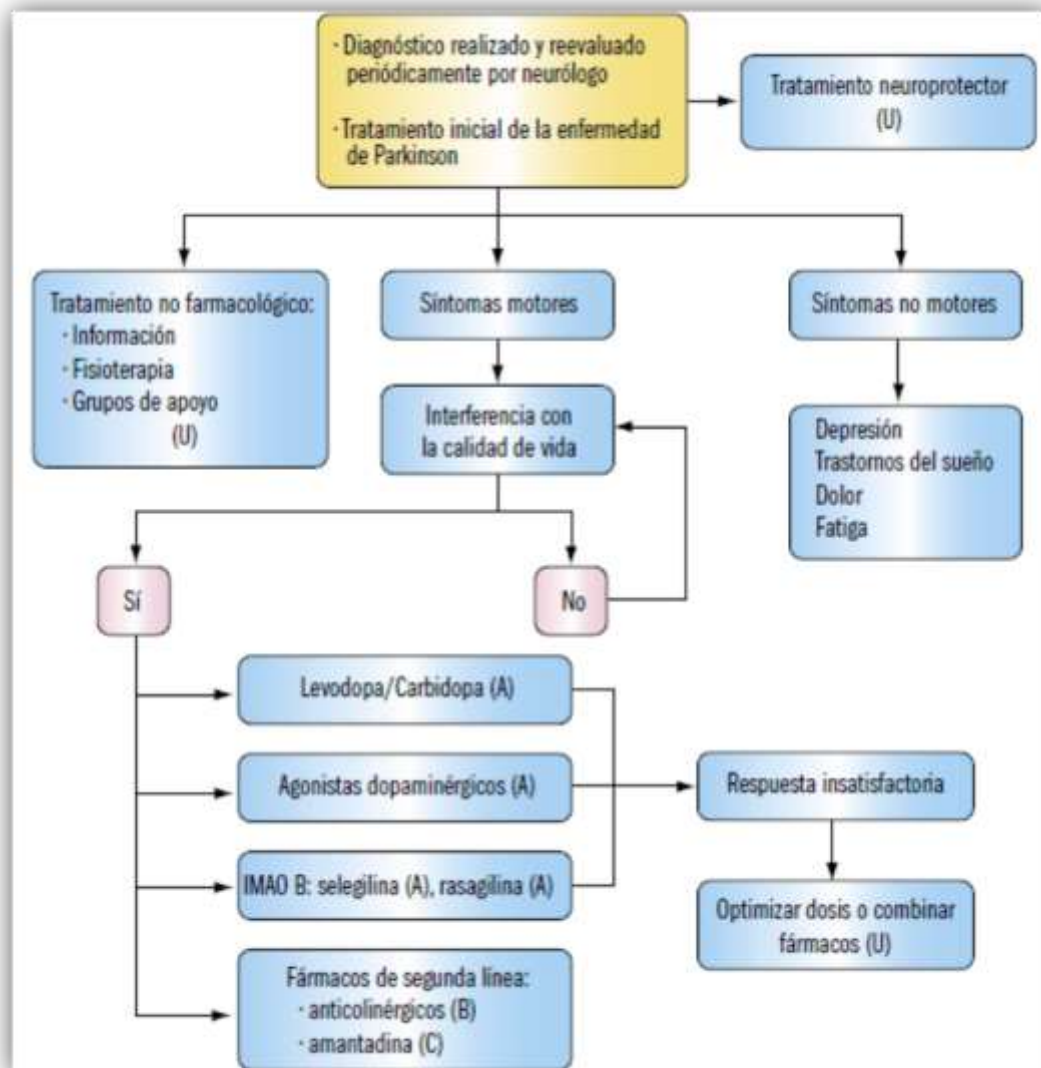 · Diagnóstico realizado y reevaluado
periódicamente por neurólogo
· Tratamiento inicial de la enfermedad
de Parkinson
Tratamiento neuroprotector
(U)
Tratamiento no farmacológico:
· Información
· Fisioterapia
· Grupos de apoyo
(U)
Síntomas motores
Síntomas no motores
Interferencia con
la calidad de vida
Depresión
Trastornos del sueño
Dolor
Fatiga
Sí
No
Levodopa/Carbidopa (A)
Agonistas dopaminérgicos (A)
IMAO B: selegilina (A), rasagilina (A)
Fármacos de segunda línea:
· anticolinérgicos (B)
· amantadina (C)
Respuesta insatisfactoria
Optimizar dosis o combinar
fármacos (U)